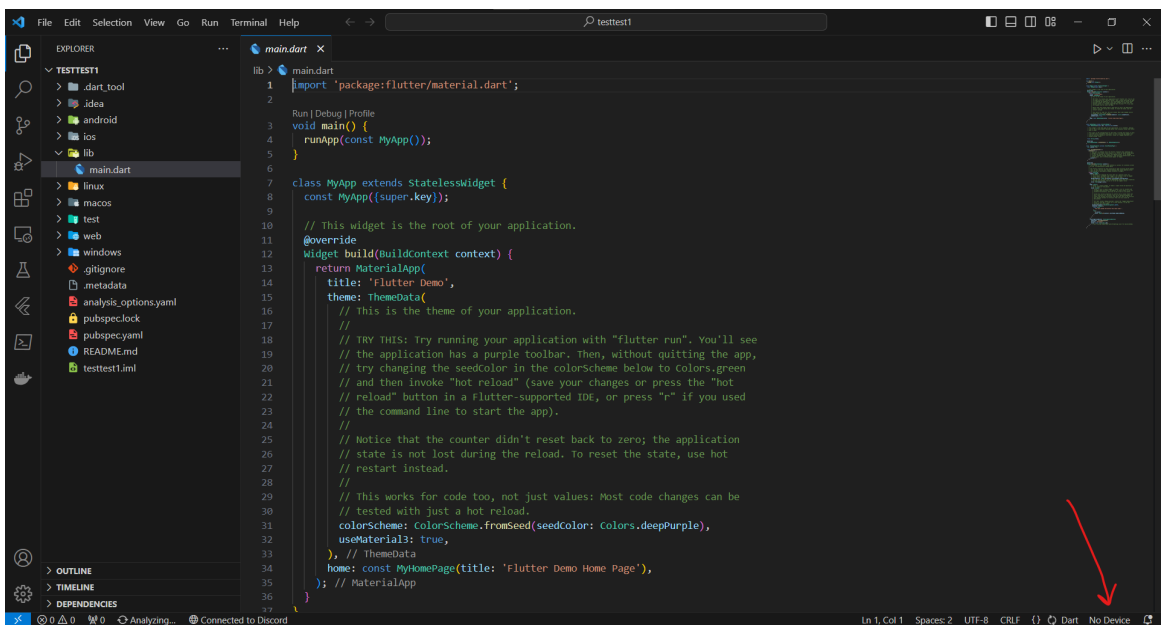 File Edit Selection View Go Run Terminal Help
testtest1
EXPLORER
main.dart
TESTTEST1
.dart_tool
.idea
android
ios
lib
main.dart
linux
macos
test
web
windows
.gitignore
.metadata
analysis_options.yaml
pubspec.lock
pubspec.yaml
README.md
testtest1.iml
OUTLINE
TIMELINE
DEPENDENCIES
lib > main.dart
1 import 'package:flutter/material.dart';
2
Run | Debug | Profile
3 void main() {
4 runApp(const MyApp());
5 }
6
7 class MyApp extends StatelessWidget {
8 const MyApp({super.key});
9
10 // This widget is the root of your application.
11 @override
12 Widget build(BuildContext context) {
13 return MaterialApp(
14 title: 'Flutter Demo',
15 theme: ThemeData(
16 // This is the theme of your application.
17 //
18 // TRY THIS: Try running your application with "flutter run". You'll see
19 // the application has a purple toolbar. Then, without quitting the app,
20 // try changing the seedColor in the colorScheme below to Colors.green
21 // and then invoke "hot reload" (save your changes or press the "hot
22 // reload" button in a Flutter-supported IDE, or press "r" if you used
23 // the command line to start the app).
24 //
25 // Notice that the counter didn't reset back to zero; the application
26 // state is not lost during the reload. To reset the state, use hot
27 // restart instead.
28 //
29 // This works for code too, not just values: Most code changes can be
30 // tested with just a hot reload.
31 colorScheme: ColorScheme.fromSeed(seedColor: Colors.deepPurple),
32 useMaterial3: true,
33 ), // ThemeData
34 home: const MyHomePage(title: 'Flutter Demo Home Page'),
35 ); // MaterialApp
36 }
37 }
0 0 0 Analyzing... Connected to Discord Ln 1, Col 1 Spaces: 2 UTF-8 CRLF {} Dart No Device